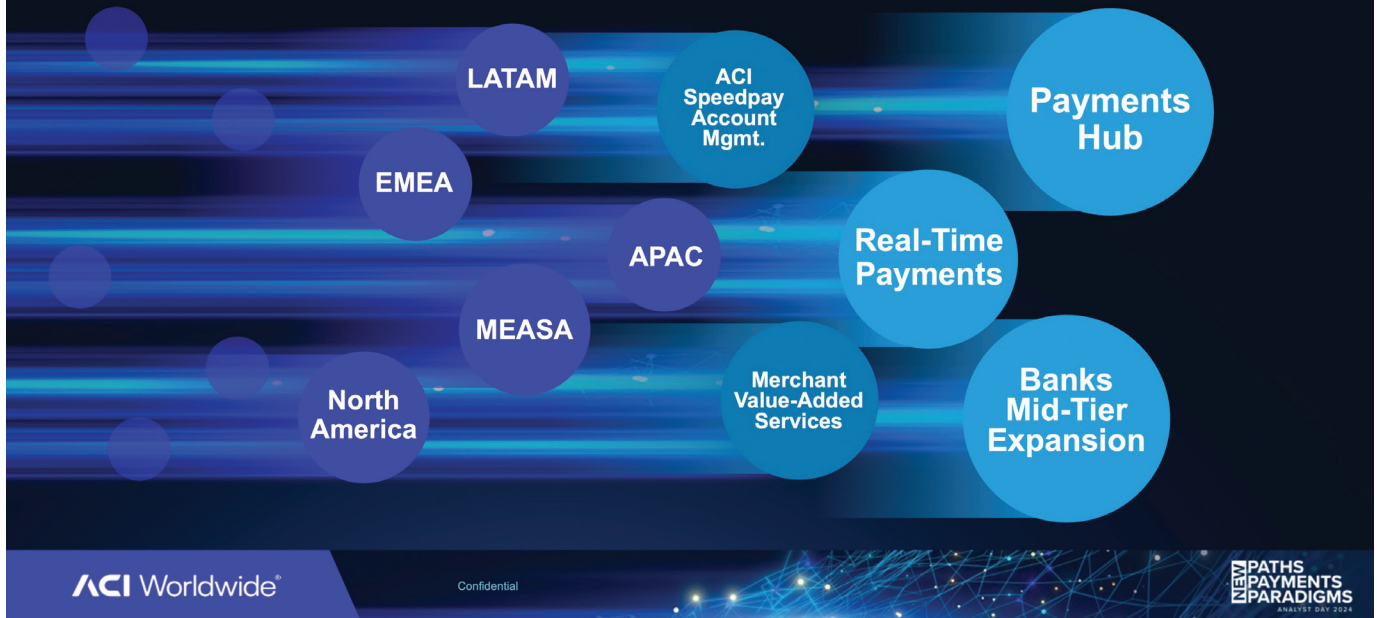 LATAM
ACI
Speedpay
Account
Mgmt.
Payments
Hub
EMEA
APAC
Real-Time
Payments
MEASA
North
America
Merchant
Value-Added
Services
Banks
Mid-Tier
Expansion
ACI Worldwide®
Confidential
NEW
PATHS
PAYMENTS
PARADIGMS
ANALYST DAY 2024